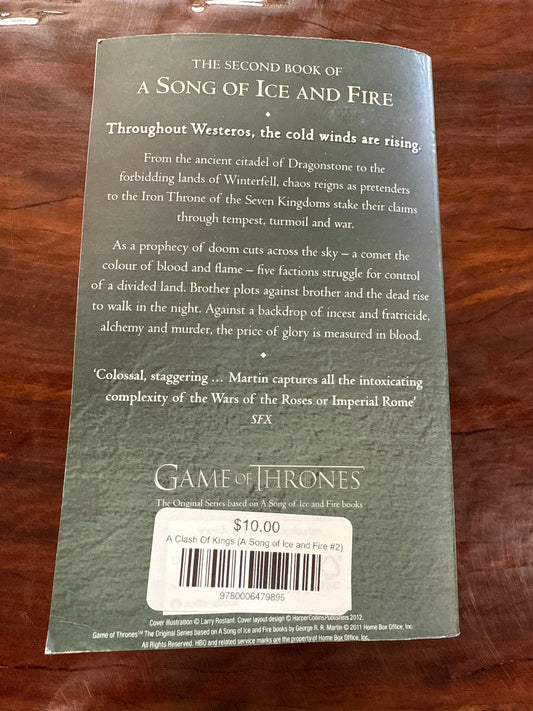 THE SECOND BOOK OF
A SONG OF ICE AND FIRE
Throughout Westeros, the cold winds are rising.
From the ancient citadel of Dragonstone to the
forbidding lands of Winterfell, chaos reigns as pretenders
to the Iron Throne of the Seven Kingdoms stake their claims
through tempest, turmoil and war.
As a prophecy of doom cuts across the sky – a comet the
colour of blood and flame – five factions struggle for control
of a divided land. Brother plots against brother and the dead rise
to walk in the night. Against a backdrop of incest and fratricide,
alchemy and murder, the price of glory is measured in blood.
‘Colossal, staggering … Martin captures all the intoxicating
complexity of the Wars of the Roses or Imperial Rome’
SFX
GAME OF THRONES
The Original Series based on A Song of Ice and Fire books
$10.00
A Clash Of Kings (A Song of Ice and Fire #2)
9780006479895
Cover illustration © Larry Rostant. Cover layout design © HarperCollinsPublishers 2012.
Game of Thrones℠ The Original Series based on A Song of Ice and Fire books by George R. R. Martin © 2011 Home Box Office, Inc.
All Rights Reserved. HBO and related service marks are the property of Home Box Office, Inc.